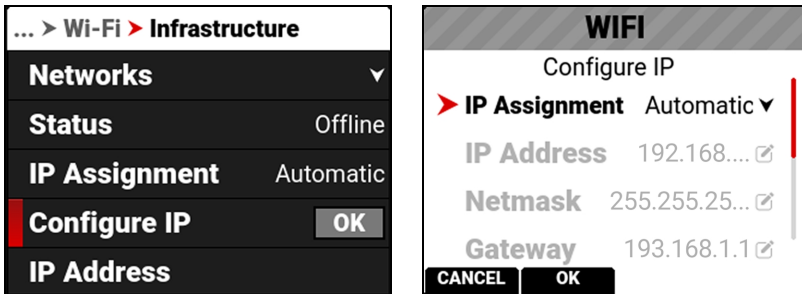 ... > Wi-Fi > Infrastructure
Networks
Status Offline
IP Assignment Automatic
Configure IP OK
IP Address
WIFI
Configure IP
IP Assignment Automatic
IP Address 192.168....
Netmask 255.255.25...
Gateway 193.168.1.1
CANCEL OK